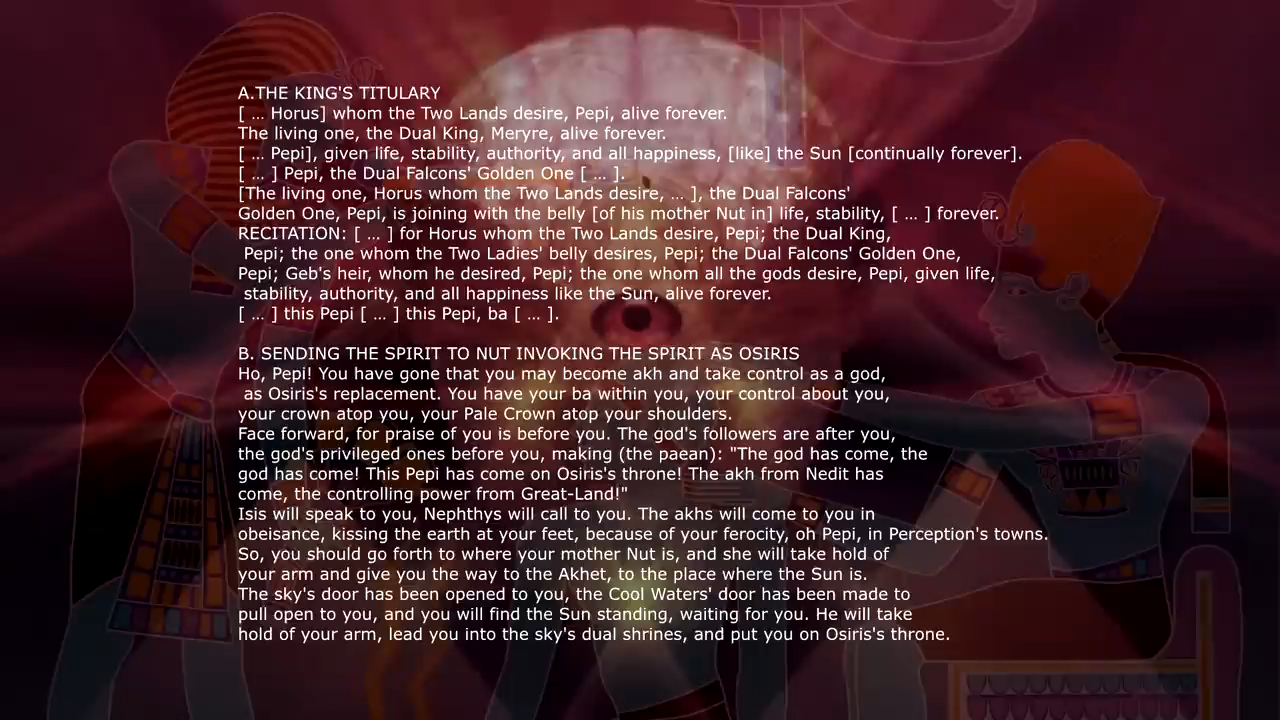 A.THE KING'S TITULARY
[ ... Horus] whom the Two Lands desire, Pepi, alive forever.
The living one, the Dual King, Meryre, alive forever.
[ ... Pepi], given life, stability, authority, and all happiness, [like] the Sun [continually forever].
[ ... ] Pepi, the Dual Falcons' Golden One [ ... ].
[The living one, Horus whom the Two Lands desire, ... ], the Dual Falcons'
Golden One, Pepi, is joining with the belly [of his mother Nut in] life, stability, [ ... ] forever.
RECITATION: [ ... ] for Horus whom the Two Lands desire, Pepi; the Dual King,
Pepi; the one whom the Two Ladies' belly desires, Pepi; the Dual Falcons' Golden One,
Pepi; Geb's heir, whom he desired, Pepi; the one whom all the gods desire, Pepi, given life,
stability, authority, and all happiness like the Sun, alive forever.
[ ... ] this Pepi [ ... ] this Pepi, ba [ ... ].
B. SENDING THE SPIRIT TO NUT INVOKING THE SPIRIT AS OSIRIS
Ho, Pepi! You have gone that you may become akh and take control as a god,
as Osiris's replacement. You have your ba within you, your control about you,
your crown atop you, your Pale Crown atop your shoulders.
Face forward, for praise of you is before you. The god's followers are after you,
the god's privileged ones before you, making (the paean): "The god has come, the
god has come! This Pepi has come on Osiris's throne! The akh from Nedit has
come, the controlling power from Great-Land!"
Isis will speak to you, Nephthys will call to you. The akhs will come to you in
obeisance, kissing the earth at your feet, because of your ferocity, oh Pepi, in Perception's towns.
So, you should go forth to where your mother Nut is, and she will take hold of
your arm and give you the way to the Akhet, to the place where the Sun is.
The sky's door has been opened to you, the Cool Waters' door has been made to
pull open to you, and you will find the Sun standing, waiting for you. He will take
hold of your arm, lead you into the sky's dual shrines, and put you on Osiris's throne.